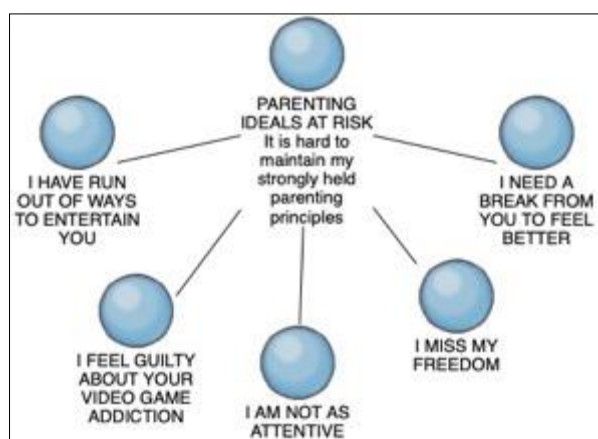 PARENTING
IDEALS AT RISK
It is hard to
maintain my
strongly held
parenting
principles
I HAVE RUN
OUT OF WAYS
TO ENTERTAIN
YOU
I NEED A
BREAK FROM
YOU TO FEEL
BETTER
I FEEL GUILTY
ABOUT YOUR
VIDEO GAME
ADDICTION
I AM NOT AS
ATTENTIVE
I MISS MY
FREEDOM